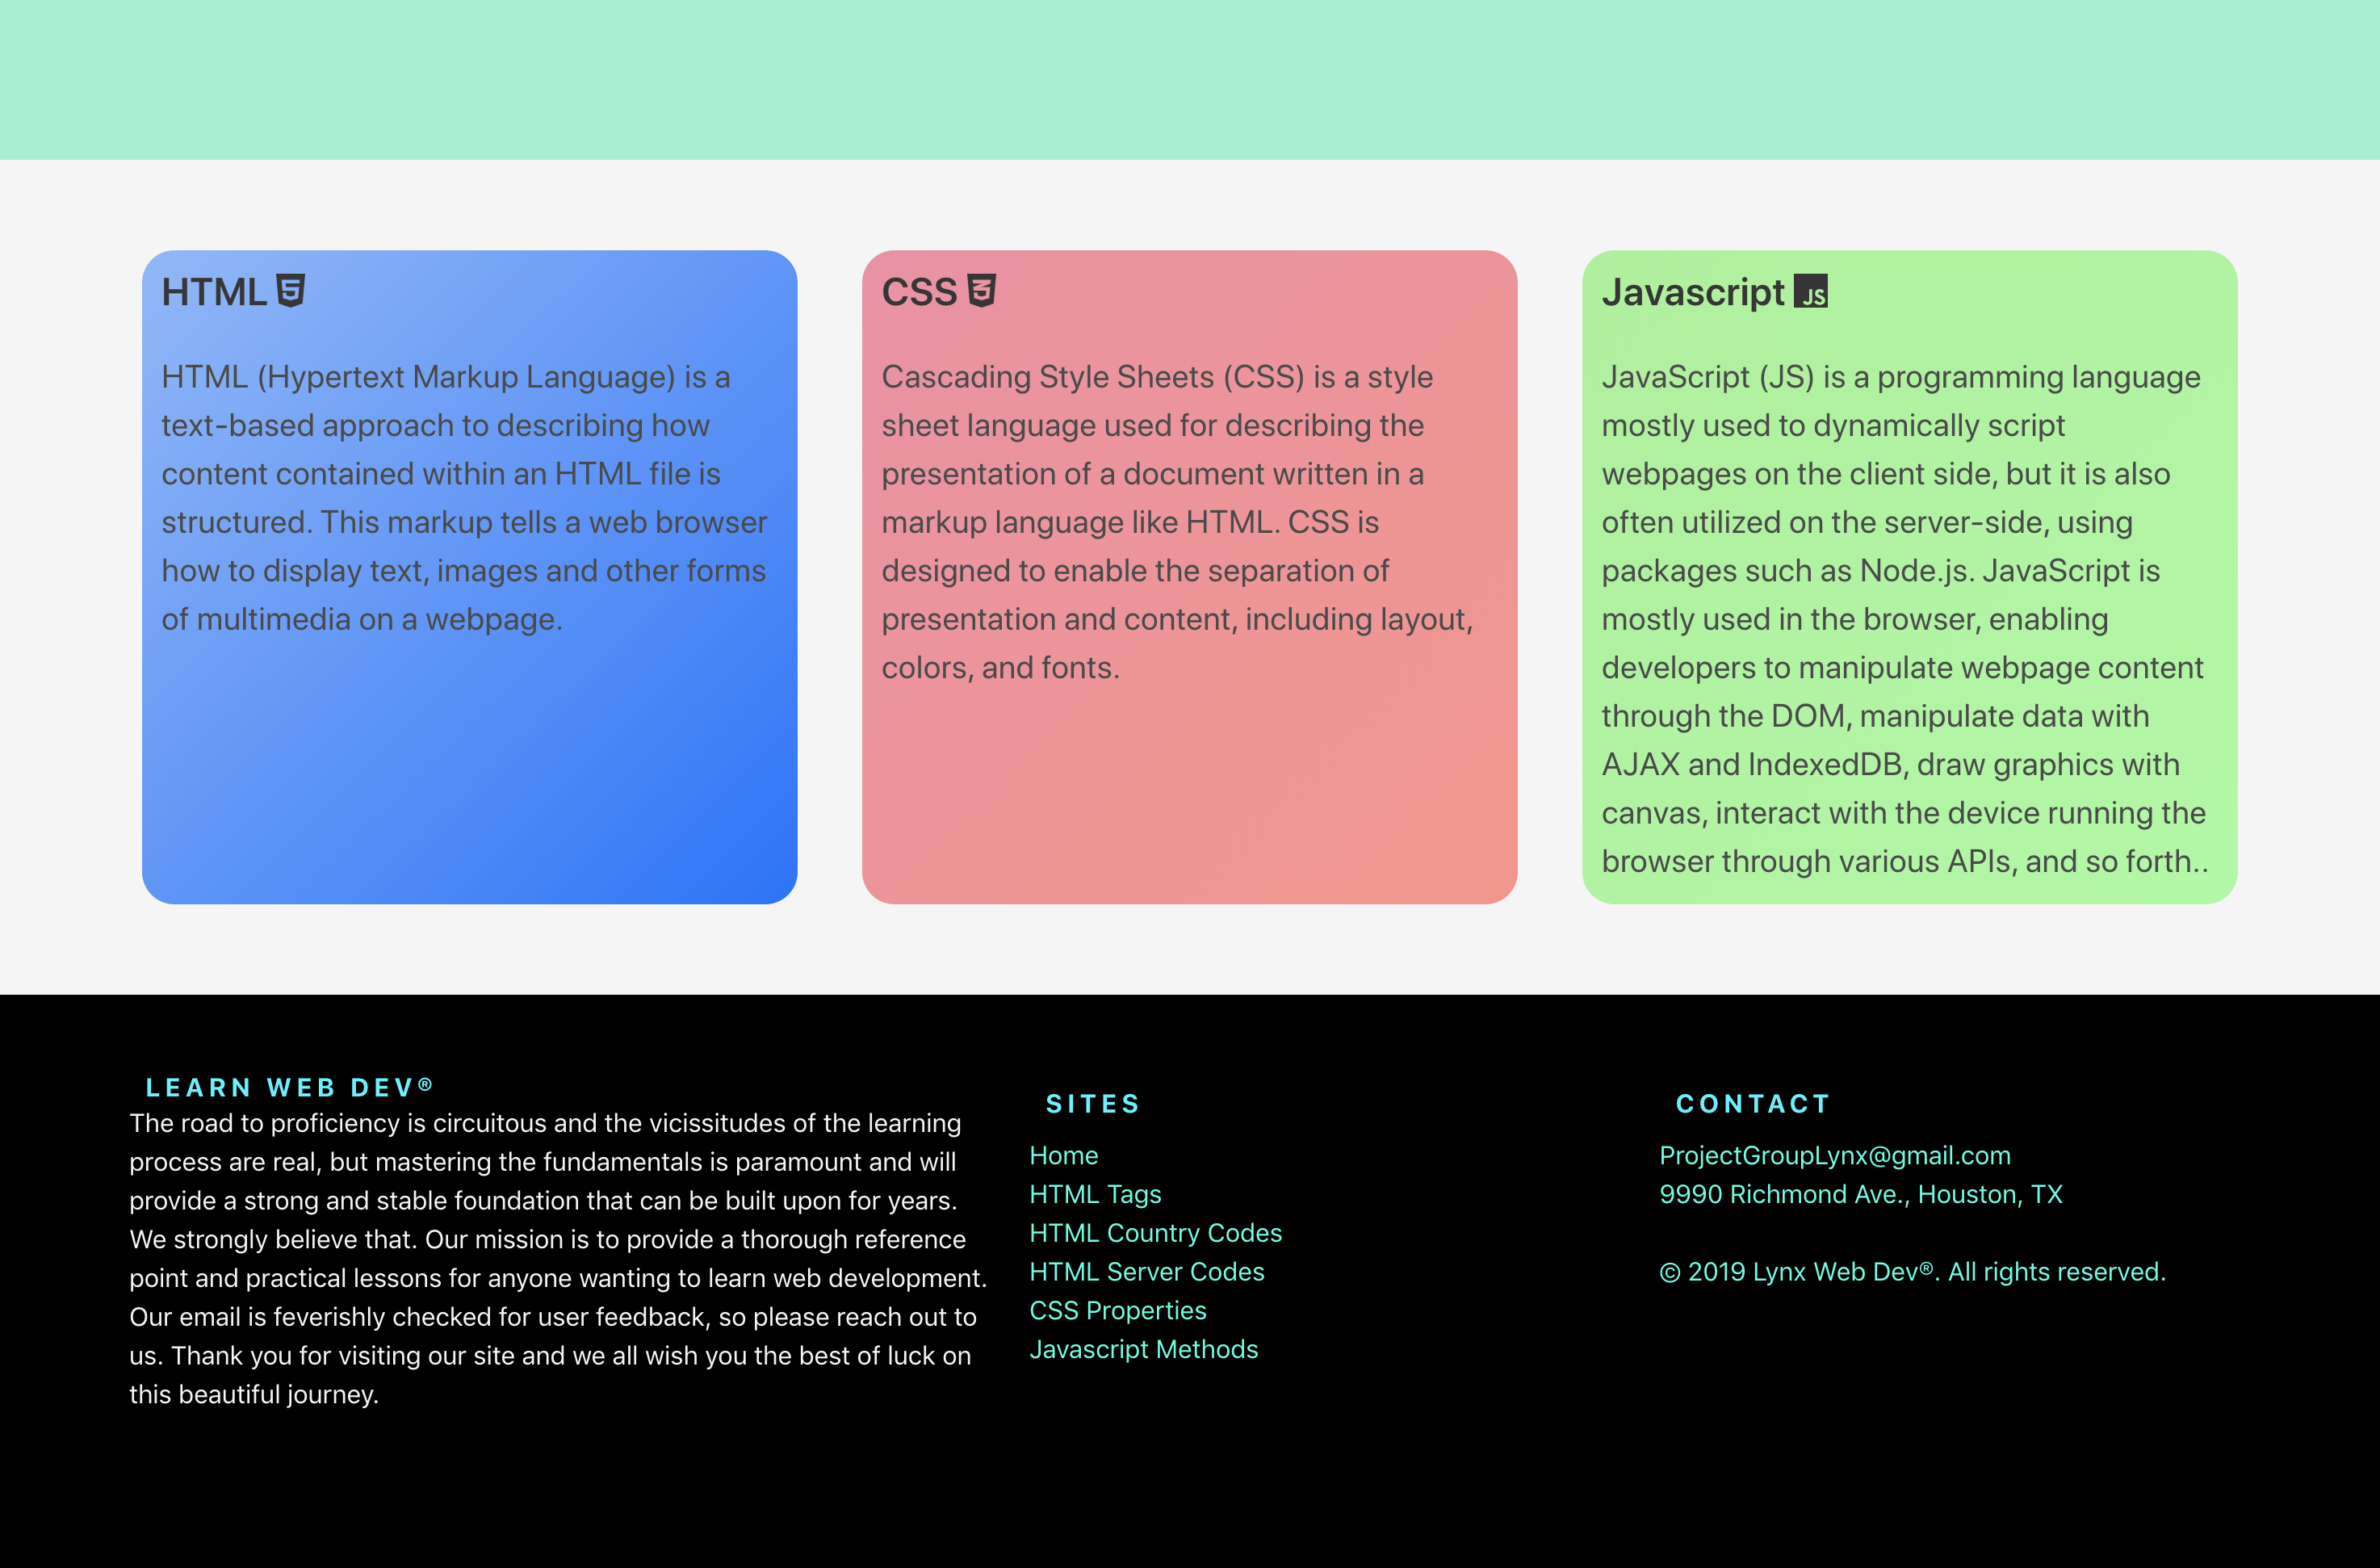 HTML
HTML (Hypertext Markup Language) is a
text-based approach to describing how
content contained within an HTML file is
structured. This markup tells a web browser
how to display text, images and other forms
of multimedia on a webpage.
CSS
Cascading Style Sheets (CSS) is a style
sheet language used for describing the
presentation of a document written in a
markup language like HTML. CSS is
designed to enable the separation of
presentation and content, including layout,
colors, and fonts.
Javascript JS
JavaScript (JS) is a programming language
mostly used to dynamically script
webpages on the client side, but it is also
often utilized on the server-side, using
packages such as Node.js. JavaScript is
mostly used in the browser, enabling
developers to manipulate webpage content
through the DOM, manipulate data with
AJAX and IndexedDB, draw graphics with
canvas, interact with the device running the
browser through various APIs, and so forth..
LEARN WEB DEV®
The road to proficiency is circuitous and the vicissitudes of the learning
process are real, but mastering the fundamentals is paramount and will
provide a strong and stable foundation that can be built upon for years.
We strongly believe that. Our mission is to provide a thorough reference
point and practical lessons for anyone wanting to learn web development.
Our email is feverishly checked for user feedback, so please reach out to
us. Thank you for visiting our site and we all wish you the best of luck on
this beautiful journey.
SITES
Home
HTML Tags
HTML Country Codes
HTML Server Codes
CSS Properties
Javascript Methods
CONTACT
ProjectGroupLynx@gmail.com
9990 Richmond Ave., Houston, TX
© 2019 Lynx Web Dev®. All rights reserved.